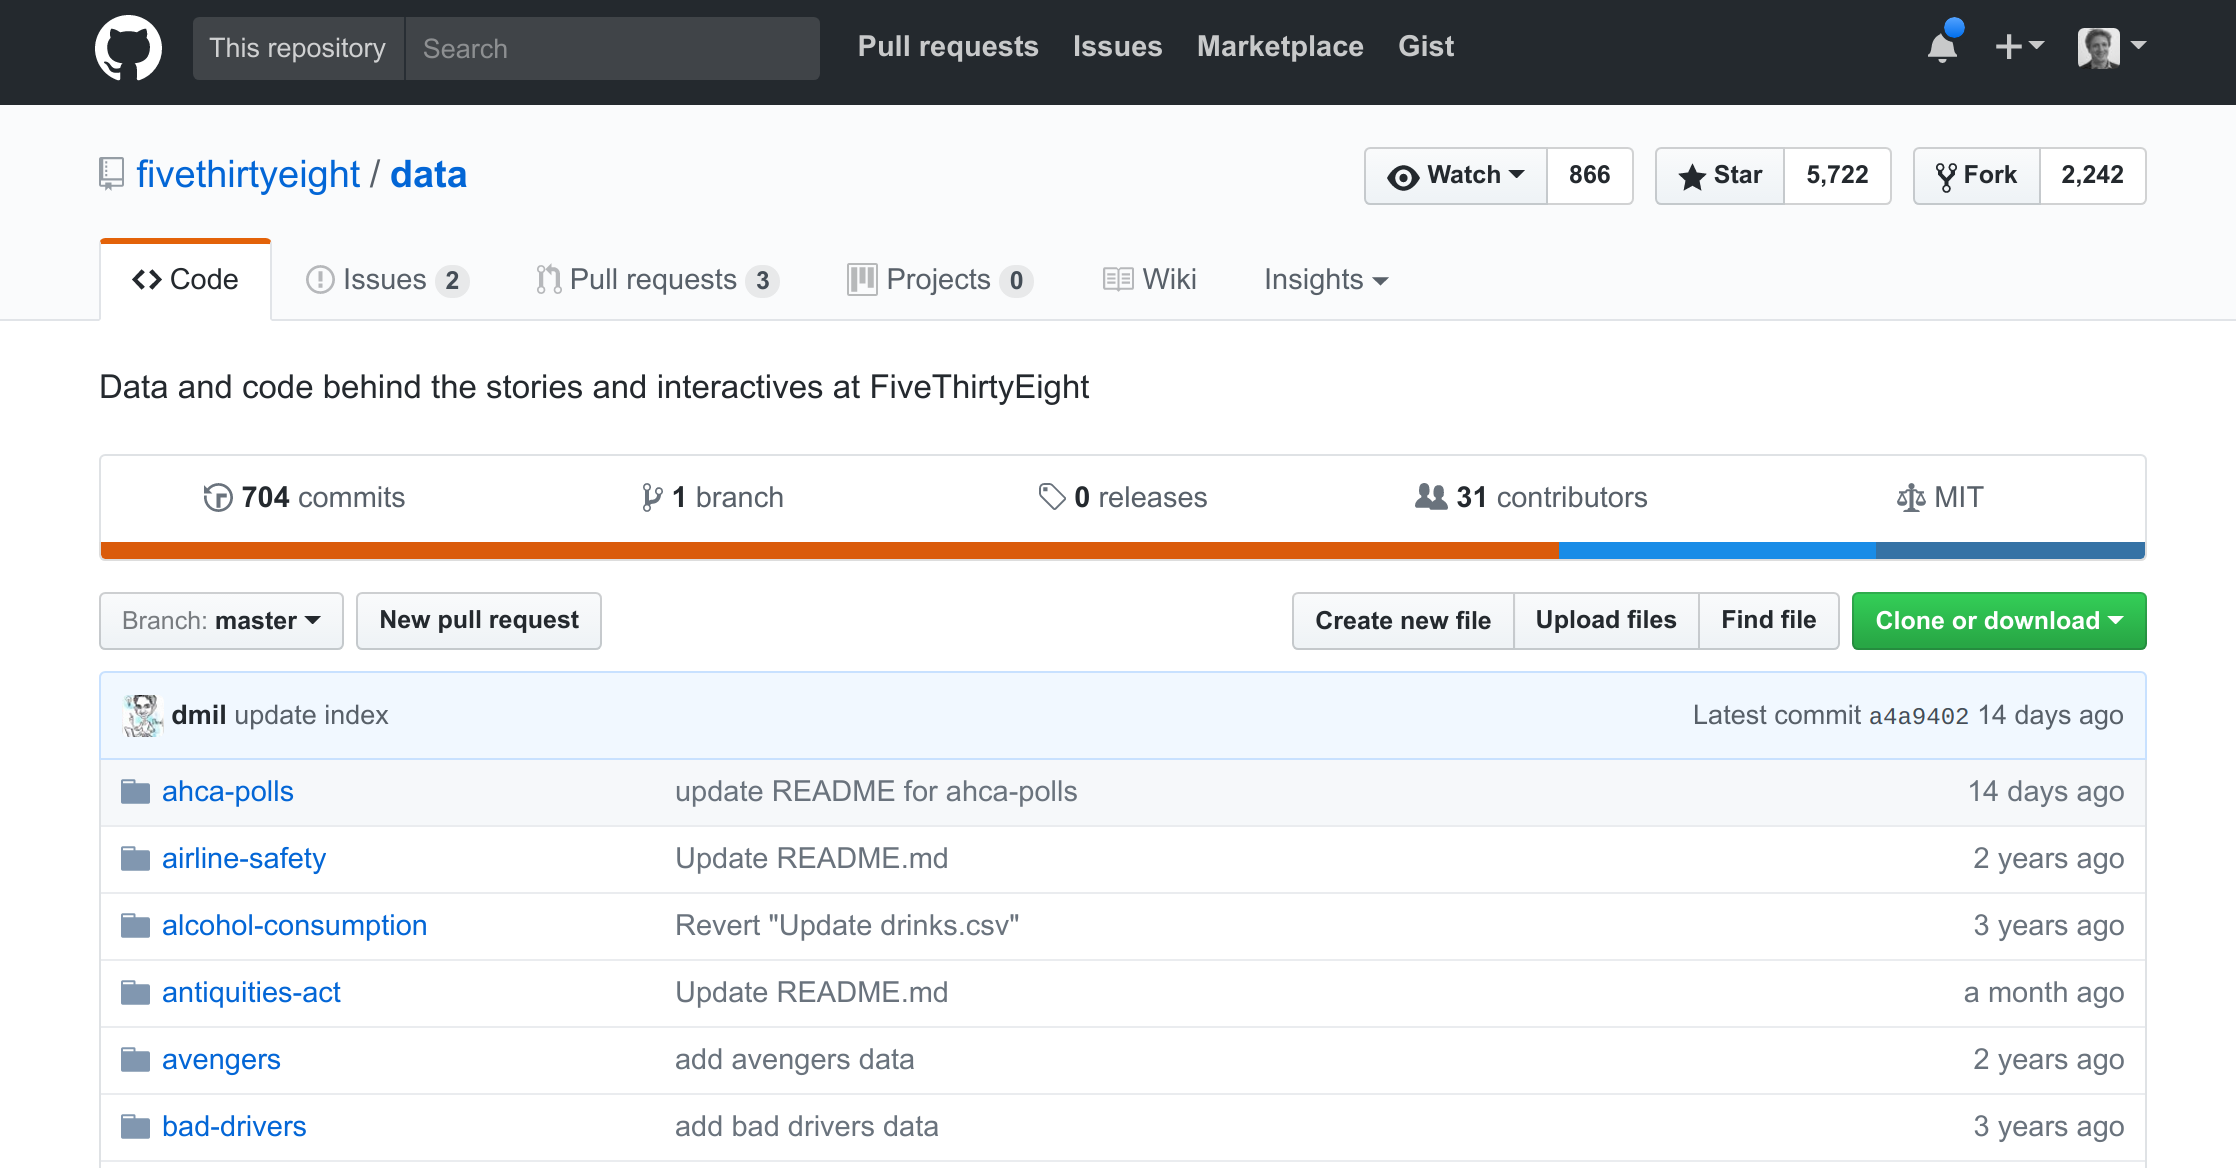 This repository Search Pull requests Issues Marketplace Gist
fivethirtyeight / data Watch 866 Star 5,722 Fork 2,242
Code Issues 2 Pull requests 3 Projects 0 Wiki Insights
Data and code behind the stories and interactives at FiveThirtyEight
704 commits 1 branch 0 releases 31 contributors MIT
Branch: master New pull request Create new file Upload files Find file Clone or download
dmil update index Latest commit a4a9402 14 days ago
ahca-polls update README for ahca-polls 14 days ago
airline-safety Update README.md 2 years ago
alcohol-consumption Revert "Update drinks.csv" 3 years ago
antiquities-act Update README.md a month ago
avengers add avengers data 2 years ago
bad-drivers add bad drivers data 3 years ago